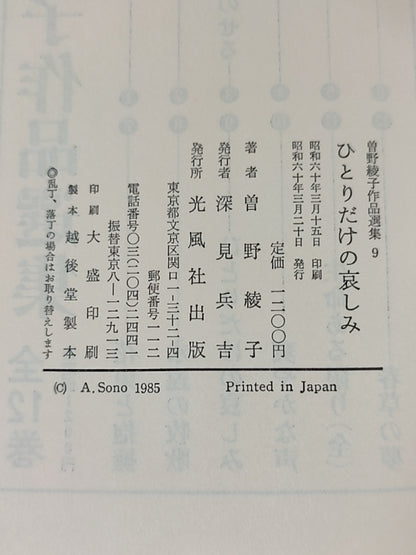 曽野綾子作品選集 9
ひとりだけの哀しみ
昭和六十年三月十五日 印刷
昭和六十年三月二十日 発行
定価 一二〇〇円
著者 曽野綾子
発行者 深見兵吉
発行所 光風社出版
東京都文京区関口一-三十二-四
郵便番号一一二
電話番号〇三(二〇四)二四四一
振替東京八-一二九一三
印刷 大盛印刷
製本 越後堂製本
◎乱丁、落丁の場合はお取り替えします
(C) A. Sono 1985 Printed in Japan